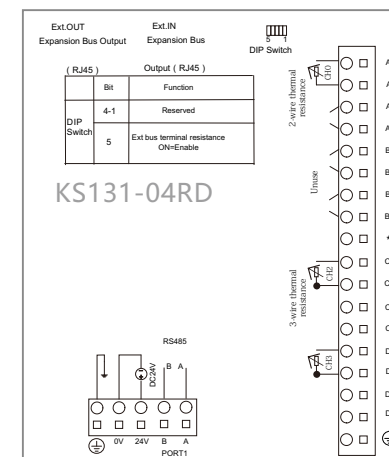 Ext.OUT Ext.IN
Expansion Bus Output Expansion Bus
5 1
DIP Switch
( RJ45 ) Output ( RJ45 )
Bit Function
DIP Switch
4-1 Reserved
5 Ext bus terminal resistance
ON=Enable
KS131-04RD
2-wire thermal
resistance
CH0
Unuse
3-wire thermal
resistance
CH2
CH3
RS485
DC24V
B A
0V 24V B A
PORT1